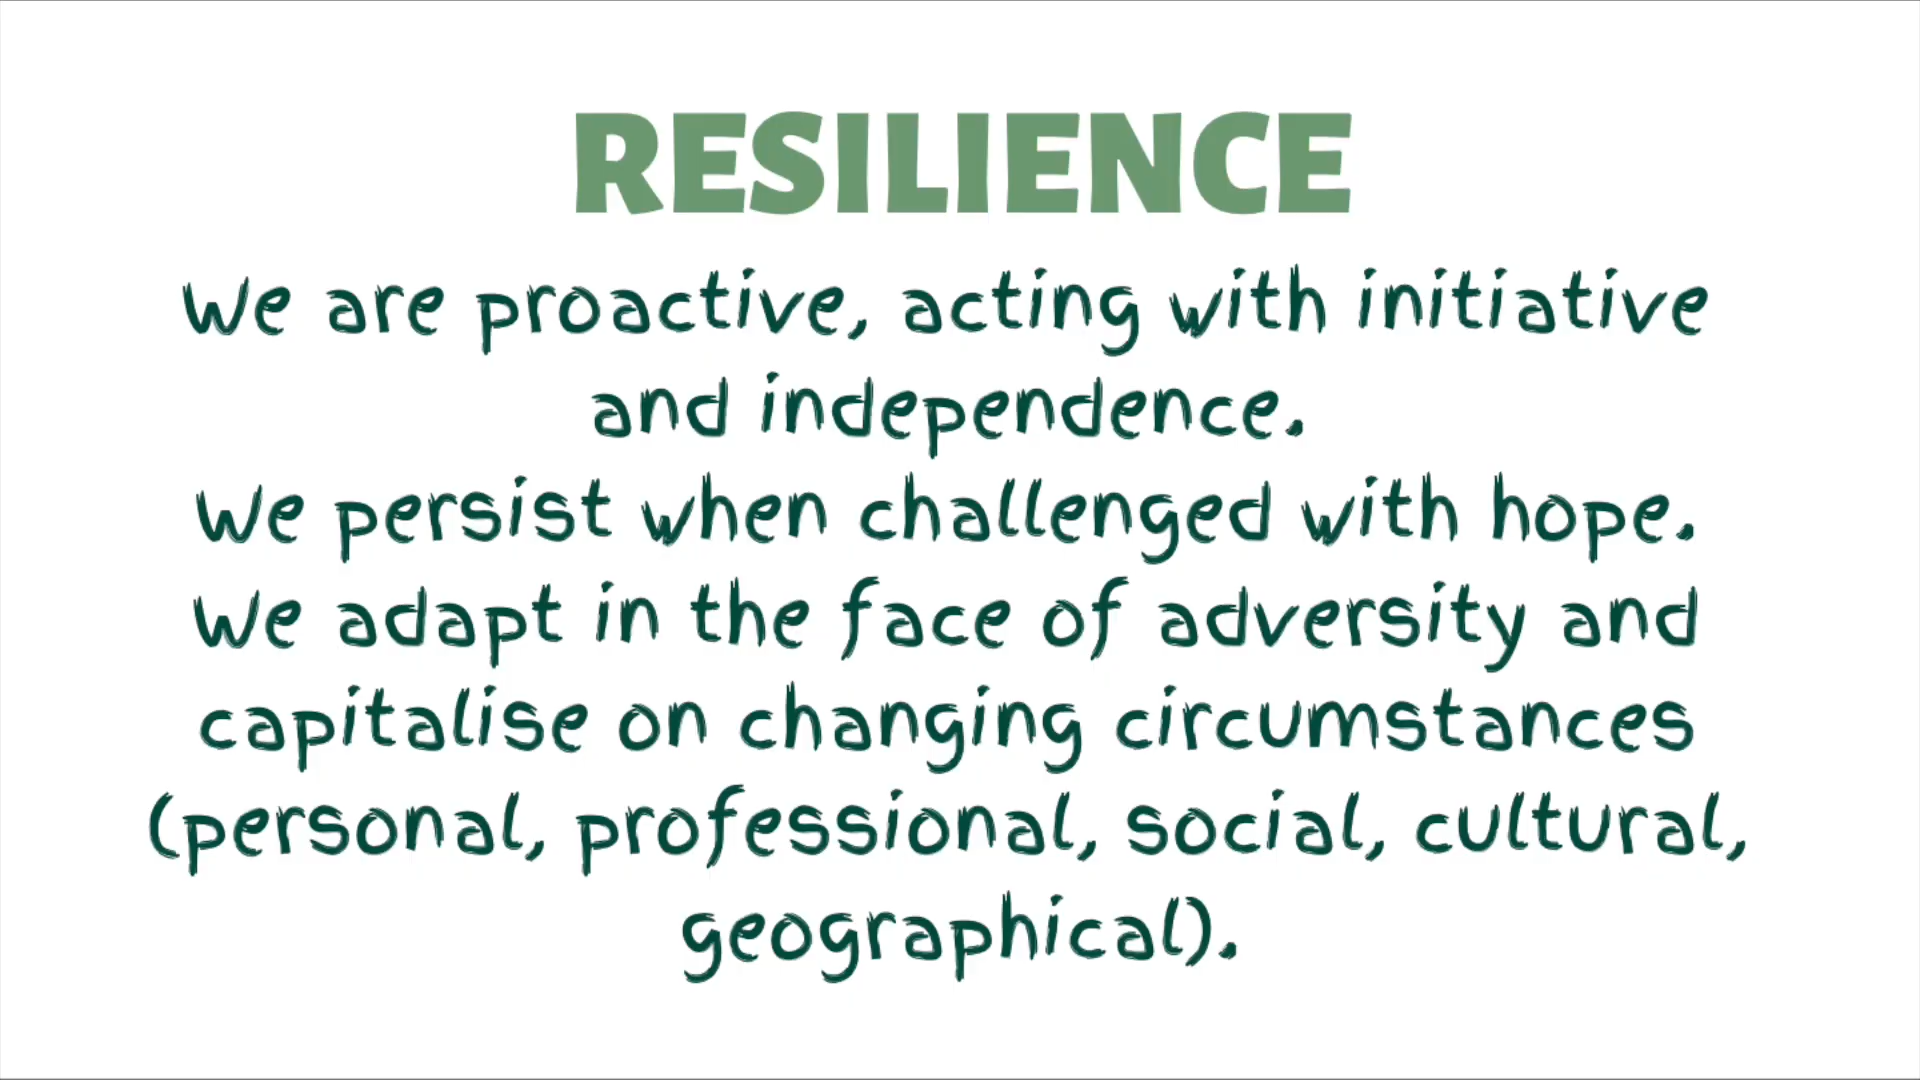 RESILIENCE
We are proactive, acting with initiative
and independence.
We persist when challenged with hope.
We adapt in the face of adversity and
capitalise on changing circumstances
(personal, professional, social, cultural,
geographical).